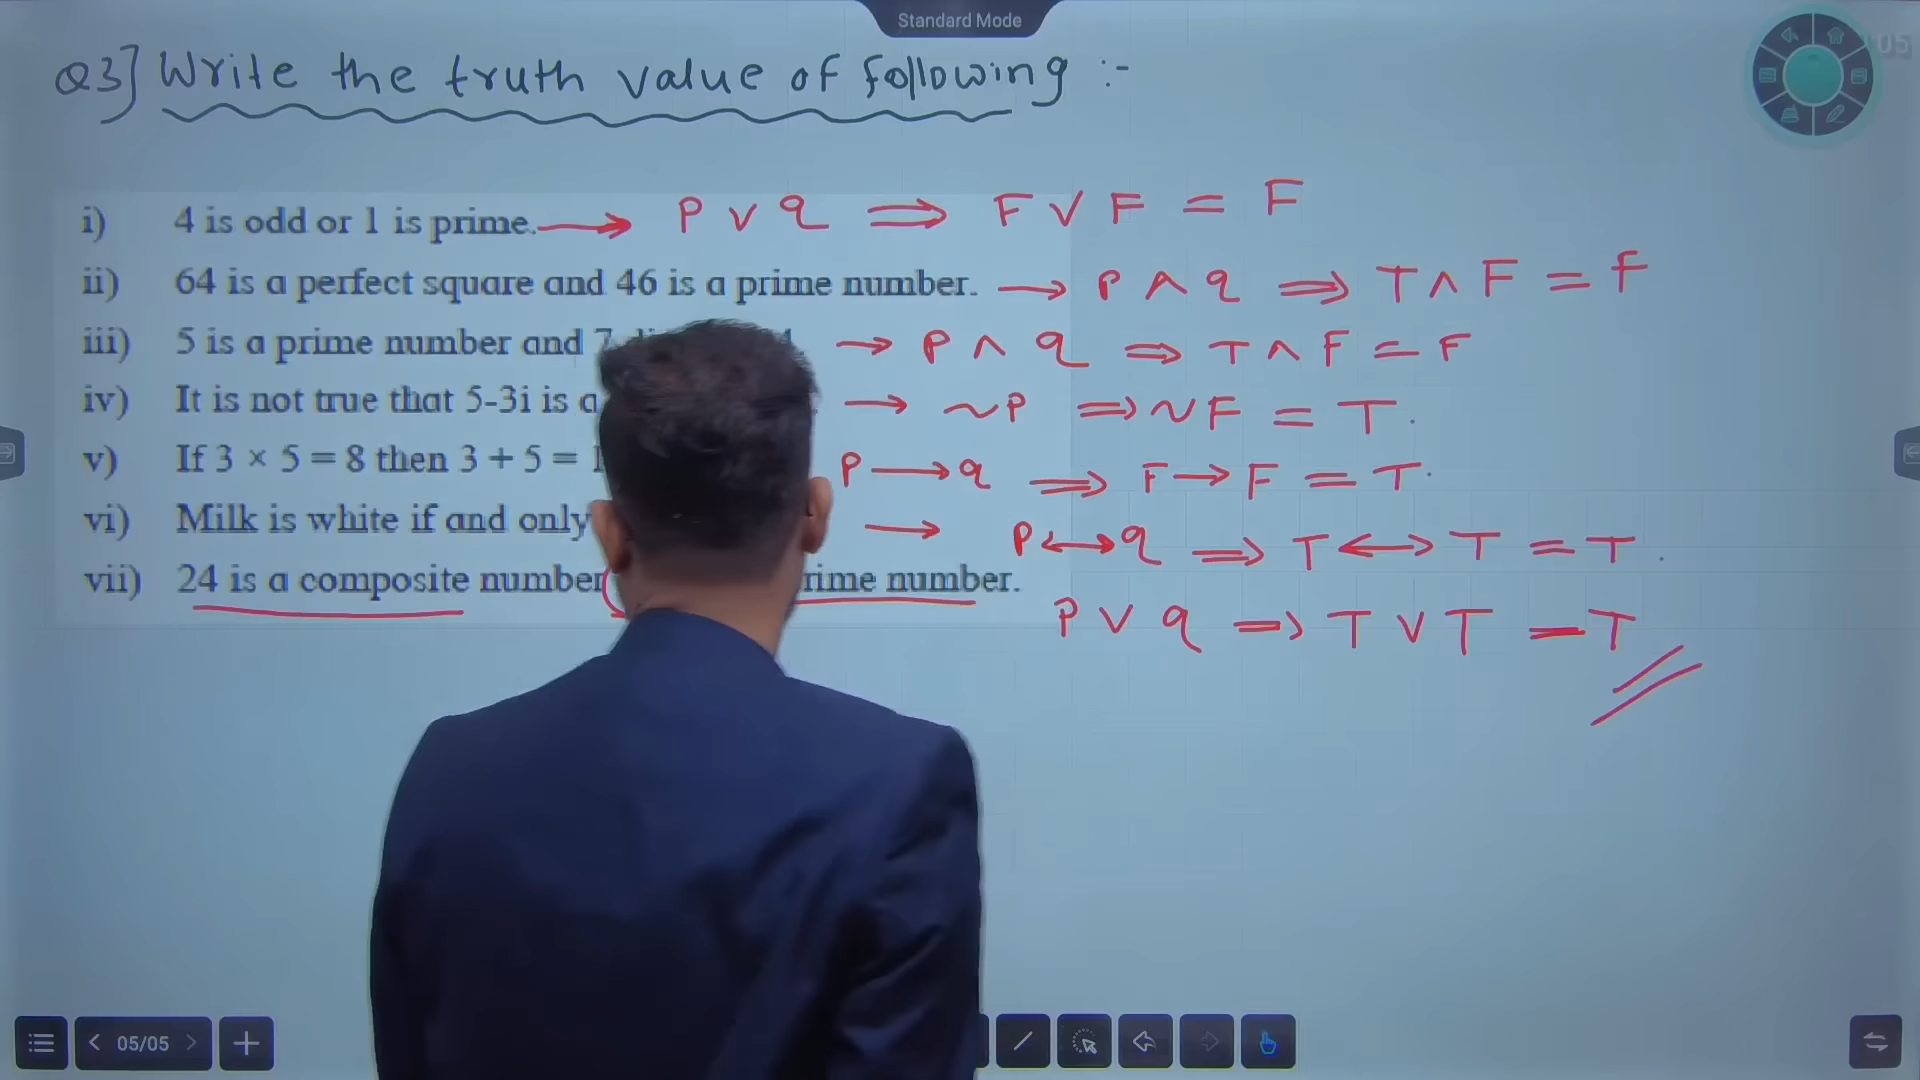 Standard Mode
Q3] Write the truth value of following :-
05
i) 4 is odd or 1 is prime. → P ∨ q ⟹ F ∨ F = F
ii) 64 is a perfect square and 46 is a prime number. → P ∧ q ⟹ T ∧ F = F
iii) 5 is a prime number and 7 → P ∧ q ⟹ T ∧ F = F
iv) It is not true that 5-3i is a → ~P ⟹ ~F = T.
v) If 3 × 5 = 8 then 3 + 5 = P → q ⟹ F → F = T.
vi) Milk is white if and only → P ↔ q ⟹ T ↔ T = T.
vii) 24 is a composite number number.
P ∨ q ⟹ T ∨ T = T
05/05